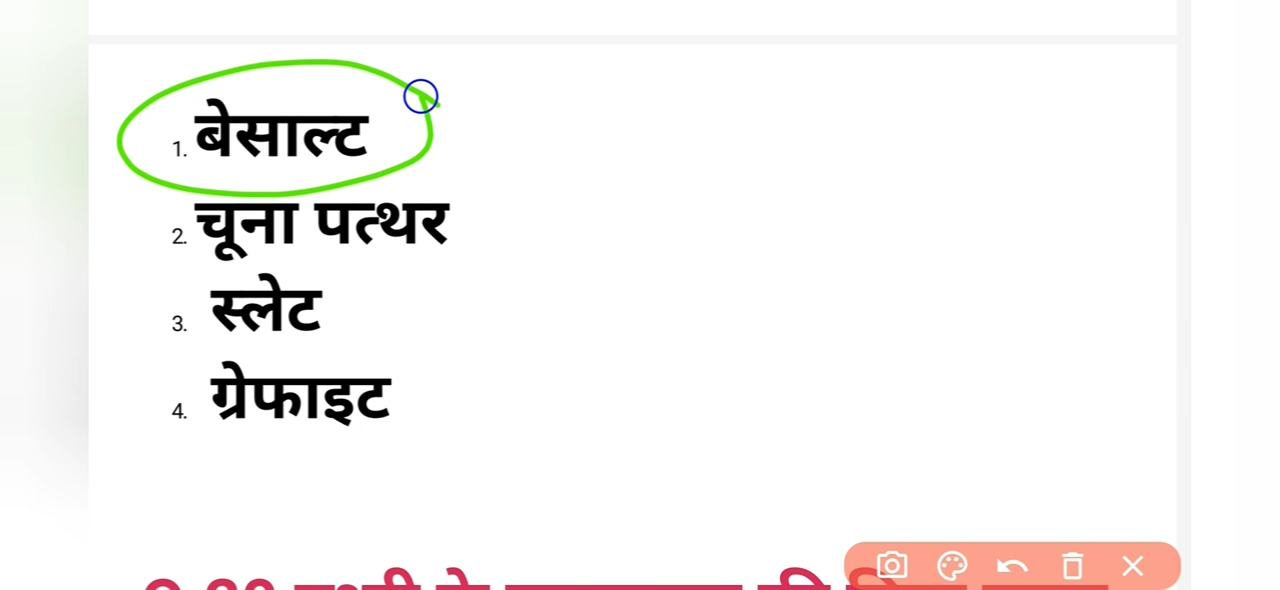 1. बेसाल्ट
2. चूना पत्थर
3. स्लेट
4. ग्रेफाइट